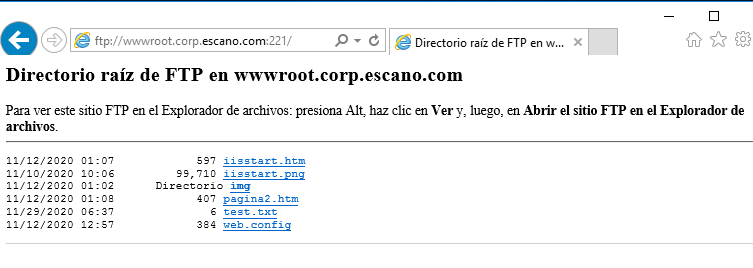 ftp://wwwroot.corp.escano.com:221/
Directorio raíz de FTP en w...
Directorio raíz de FTP en wwwroot.corp.escano.com
Para ver este sitio FTP en el Explorador de archivos: presiona Alt, haz clic en Ver y, luego, en Abrir el sitio FTP en el Explorador de
archivos.
11/12/2020 01:07 597 iisstart.htm
11/10/2020 10:06 99,710 iisstart.png
11/12/2020 01:02 Directorio img
11/12/2020 01:08 407 pagina2.htm
11/29/2020 06:37 6 test.txt
11/12/2020 12:57 384 web.config